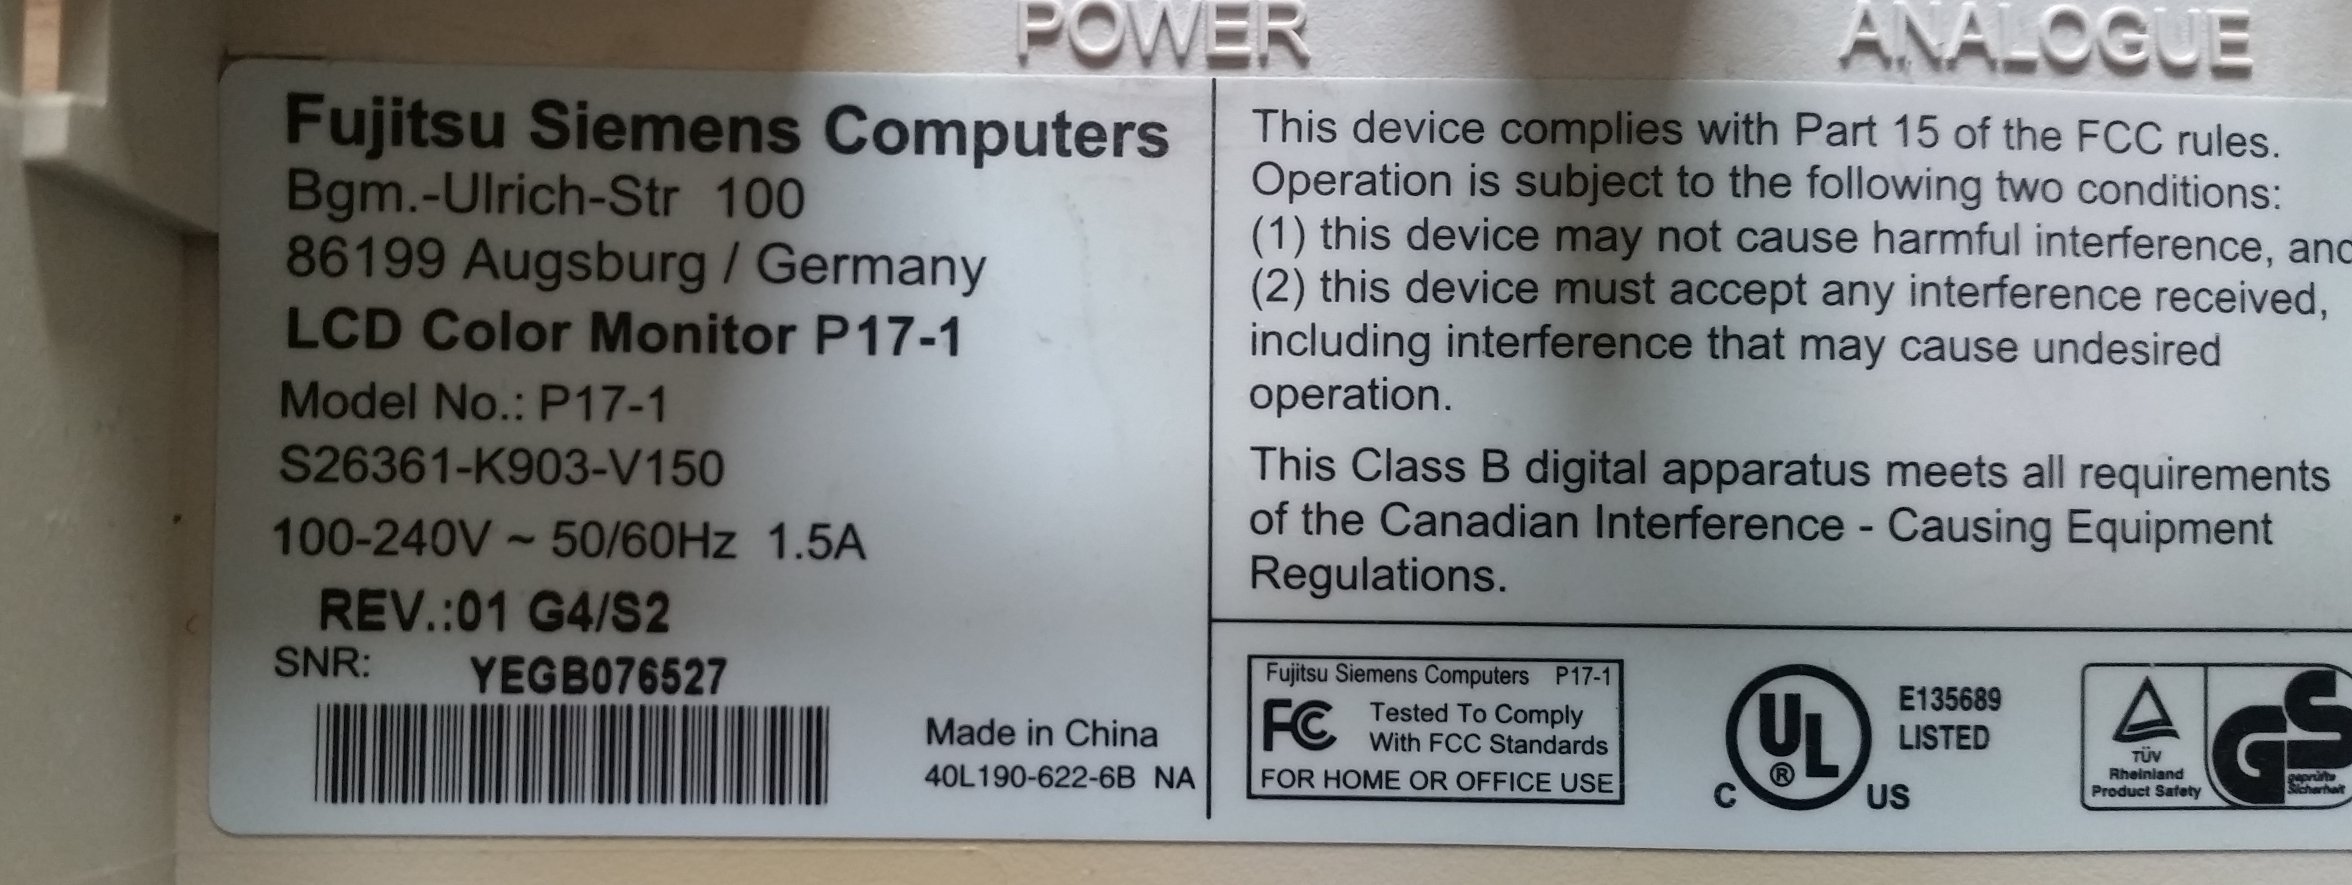 POWER
ANALOGUE
Fujitsu Siemens Computers
Bgm.-Ulrich-Str 100
86199 Augsburg / Germany
LCD Color Monitor P17-1
Model No.: P17-1
S26361-K903-V150
100-240V ~ 50/60Hz 1.5A
REV.:01 G4/S2
SNR: YEGB076527
Made in China
40L190-622-6B NA
This device complies with Part 15 of the FCC rules.
Operation is subject to the following two conditions:
(1) this device may not cause harmful interference, and
(2) this device must accept any interference received,
including interference that may cause undesired
operation.
This Class B digital apparatus meets all requirements
of the Canadian Interference - Causing Equipment
Regulations.
Fujitsu Siemens Computers P17-1
FC Tested To Comply
With FCC Standards
FOR HOME OR OFFICE USE
C UL ® US
E135689
LISTED
TÜV
Rheinland
Product Safety
GS
geprüfte
Sicherheit